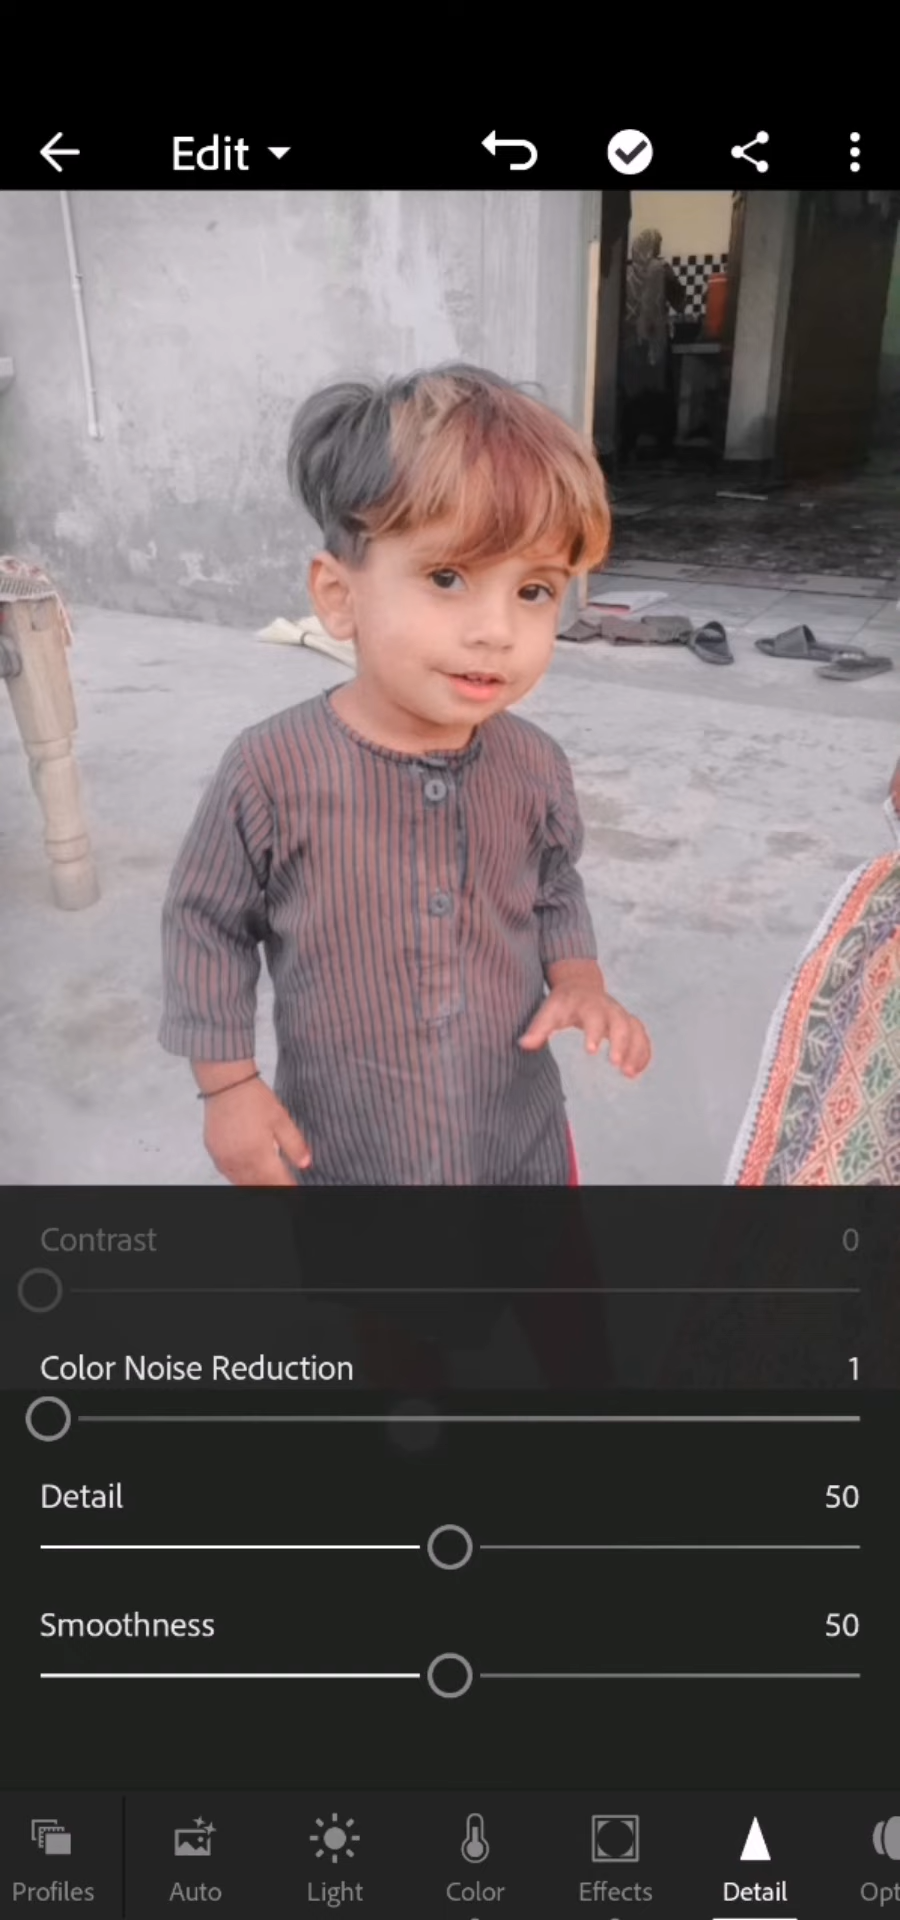 Edit
Contrast 0
Color Noise Reduction 1
Detail 50
Smoothness 50
Profiles Auto Light Color Effects Detail Opt